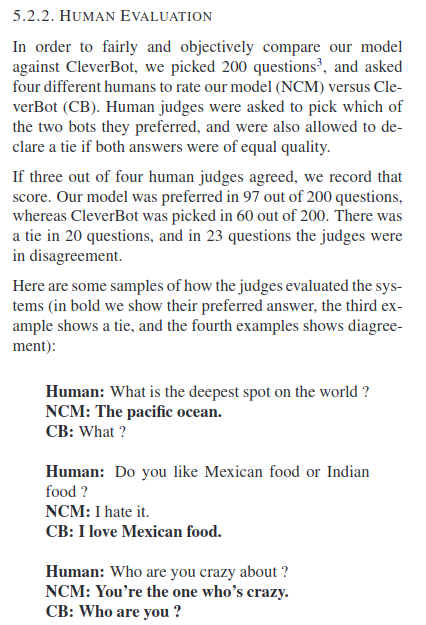 5.2.2. HUMAN EVALUATION
In order to fairly and objectively compare our model
against CleverBot, we picked 200 questions³, and asked
four different humans to rate our model (NCM) versus Cle-
verBot (CB). Human judges were asked to pick which of
the two bots they preferred, and were also allowed to de-
clare a tie if both answers were of equal quality.
If three out of four human judges agreed, we record that
score. Our model was preferred in 97 out of 200 questions,
whereas CleverBot was picked in 60 out of 200. There was
a tie in 20 questions, and in 23 questions the judges were
in disagreement.
Here are some samples of how the judges evaluated the sys-
tems (in bold we show their preferred answer, the third ex-
ample shows a tie, and the fourth examples shows diagree-
ment):
Human: What is the deepest spot on the world ?
NCM: The pacific ocean.
CB: What ?
Human: Do you like Mexican food or Indian
food ?
NCM: I hate it.
CB: I love Mexican food.
Human: Who are you crazy about ?
NCM: You're the one who's crazy.
CB: Who are you ?